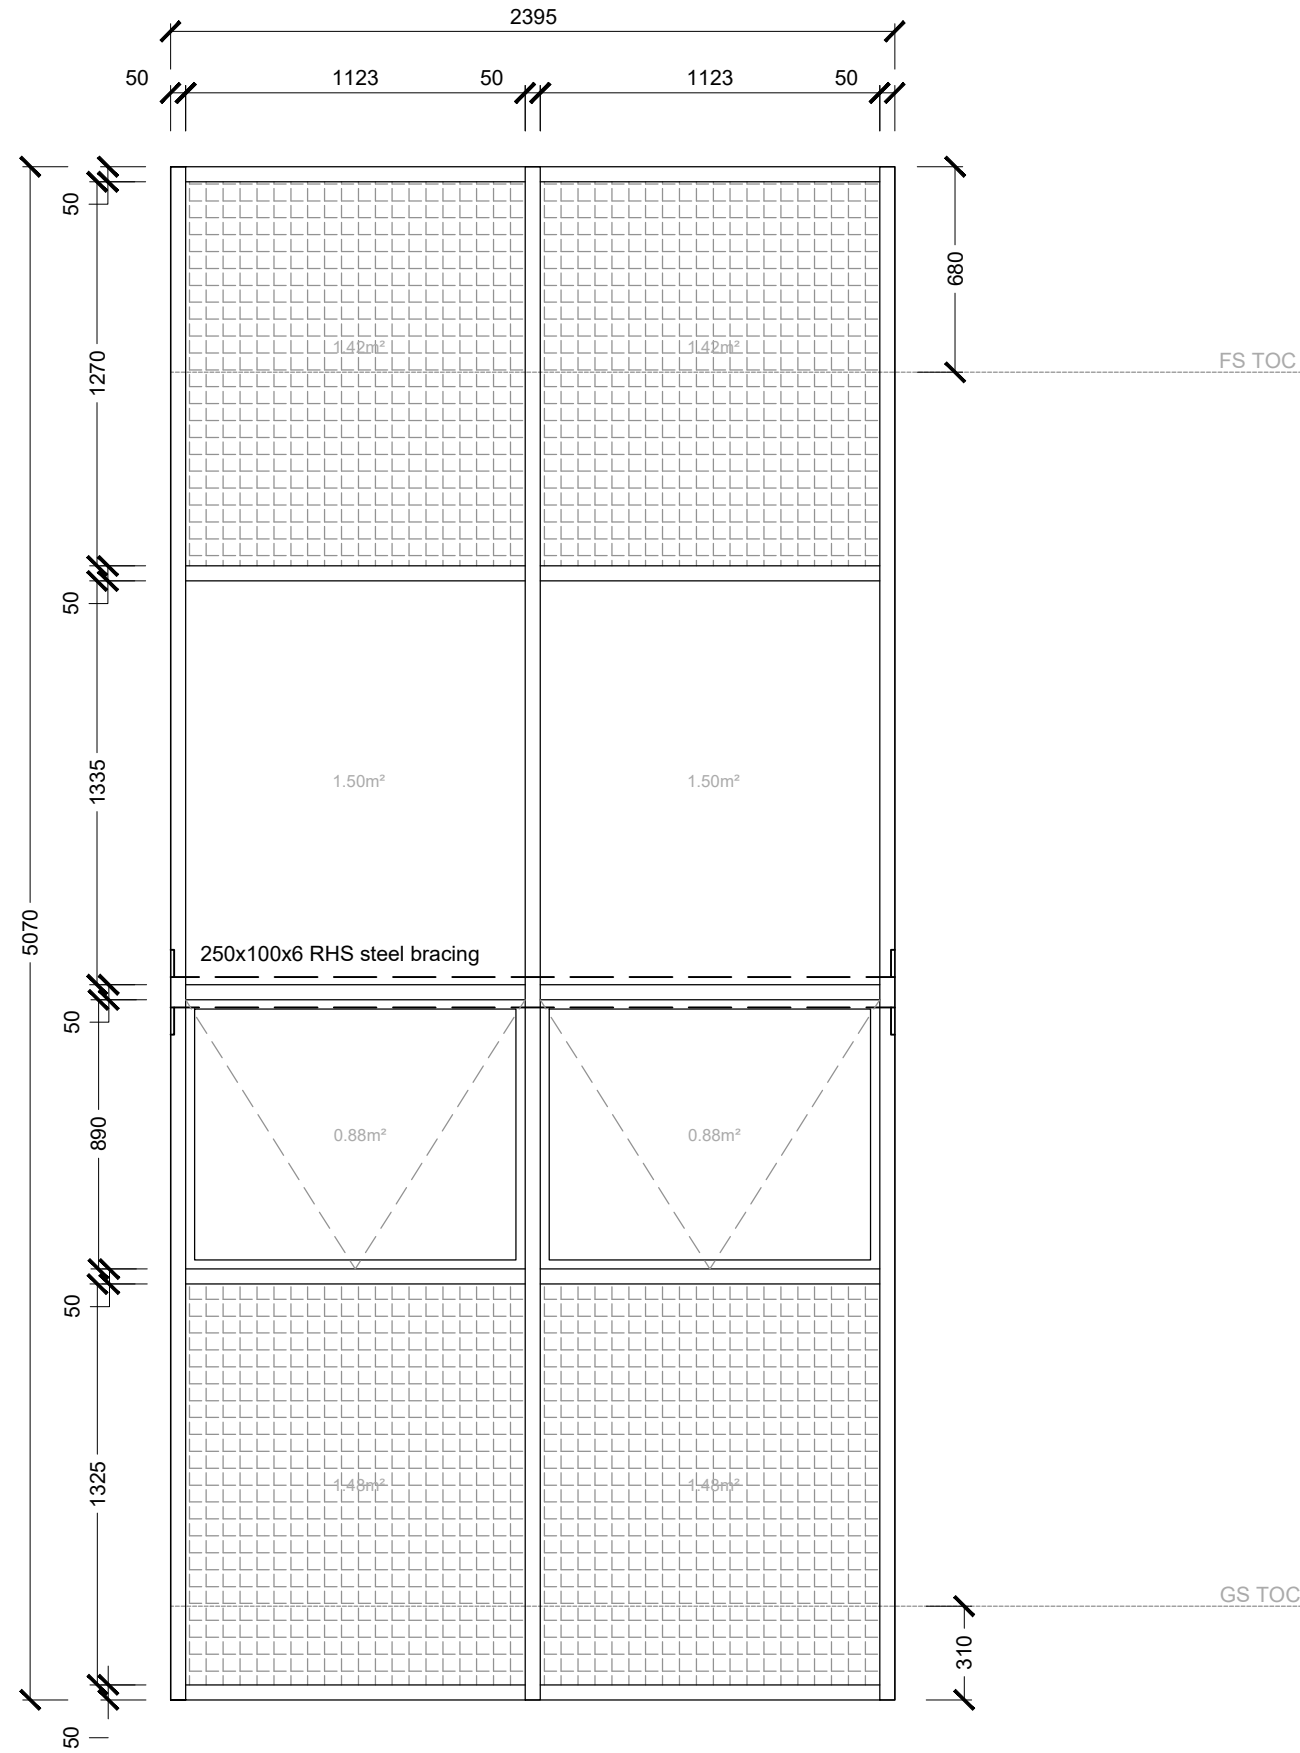 2395
50 1123 50 1123 50
50
680
1270
FS TOC
1.42m² 1.42m²
50
1335
1.50m² 1.50m²
5070
250x100x6 RHS steel bracing
50
890
0.88m² 0.88m²
50
1325
1.48m² 1.48m²
GS TOC
310
50